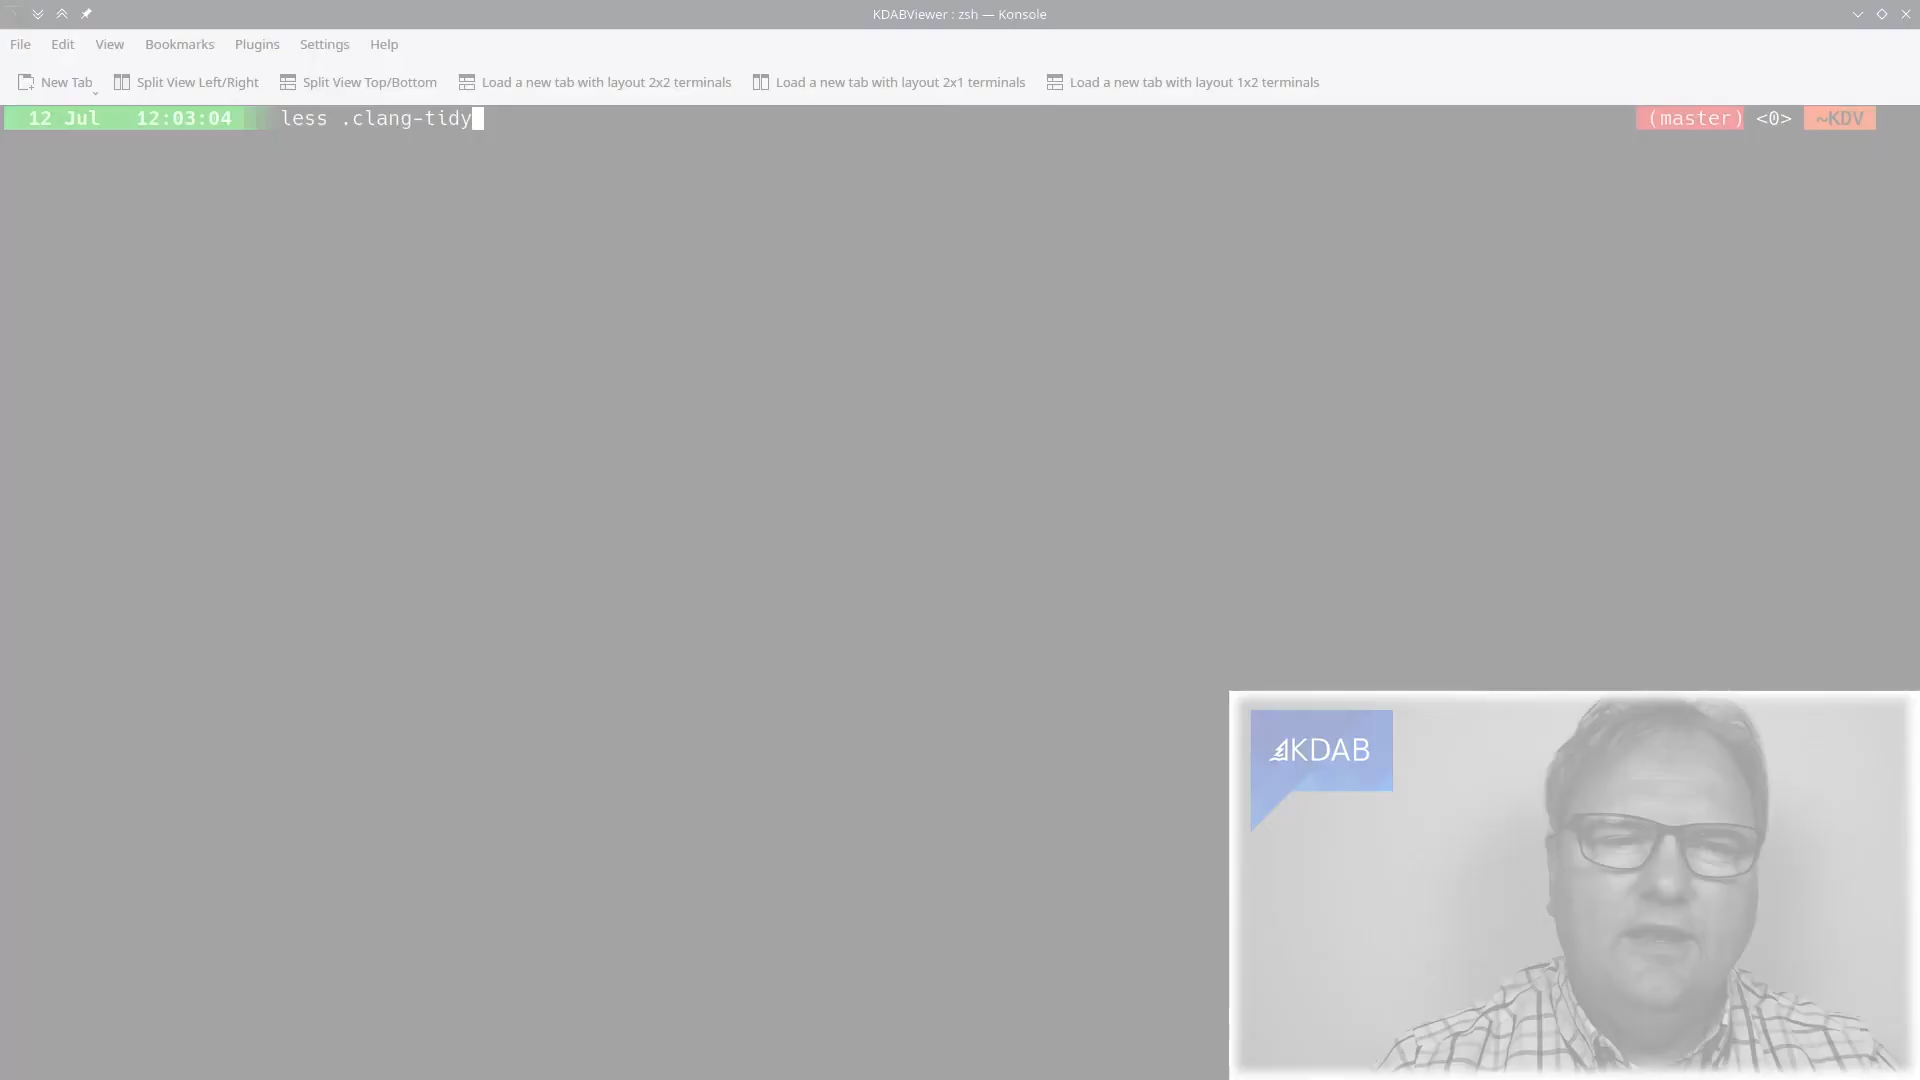 KDABViewer : zsh — Konsole
File Edit View Bookmarks Plugins Settings Help
New Tab Split View Left/Right Split View Top/Bottom Load a new tab with layout 2x2 terminals Load a new tab with layout 2x1 terminals Load a new tab with layout 1x2 terminals
12 Jul 12:03:04 less .clang-tidy (master) <0> ~KDV
KDAB